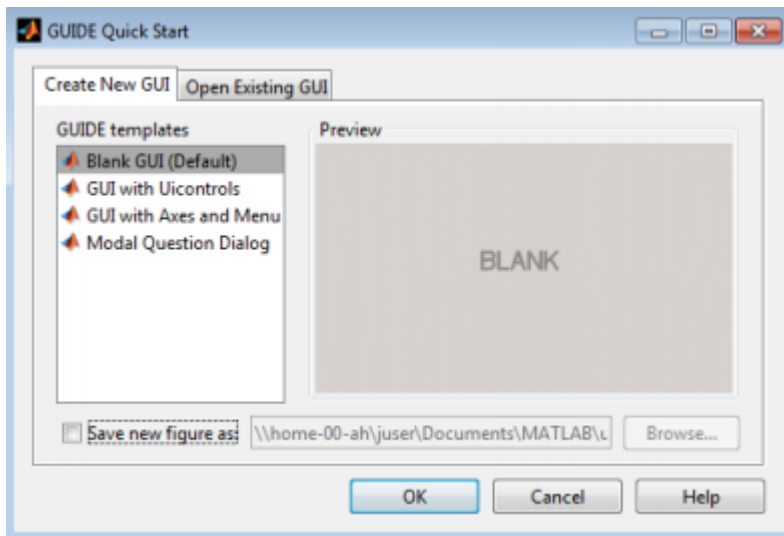 GUIDE Quick Start
Create New GUI
Open Existing GUI
GUIDE templates
Preview
Blank GUI (Default)
GUI with Uicontrols
GUI with Axes and Menu
Modal Question Dialog
BLANK
Save new figure as:
\\home-00-ah\juser\Documents\MATLAB\
Browse...
OK
Cancel
Help